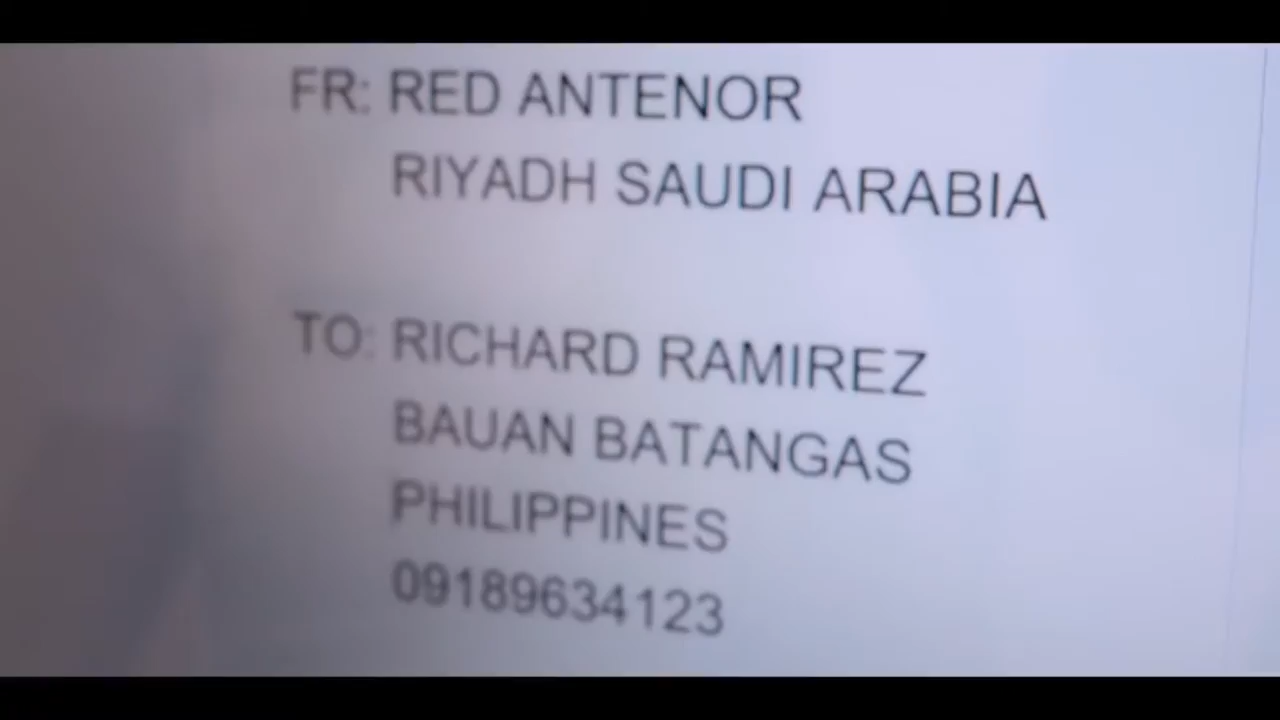 FR: RED ANTENOR
RIYADH SAUDI ARABIA
TO: RICHARD RAMIREZ
BAUAN BATANGAS
PHILIPPINES
09189634123